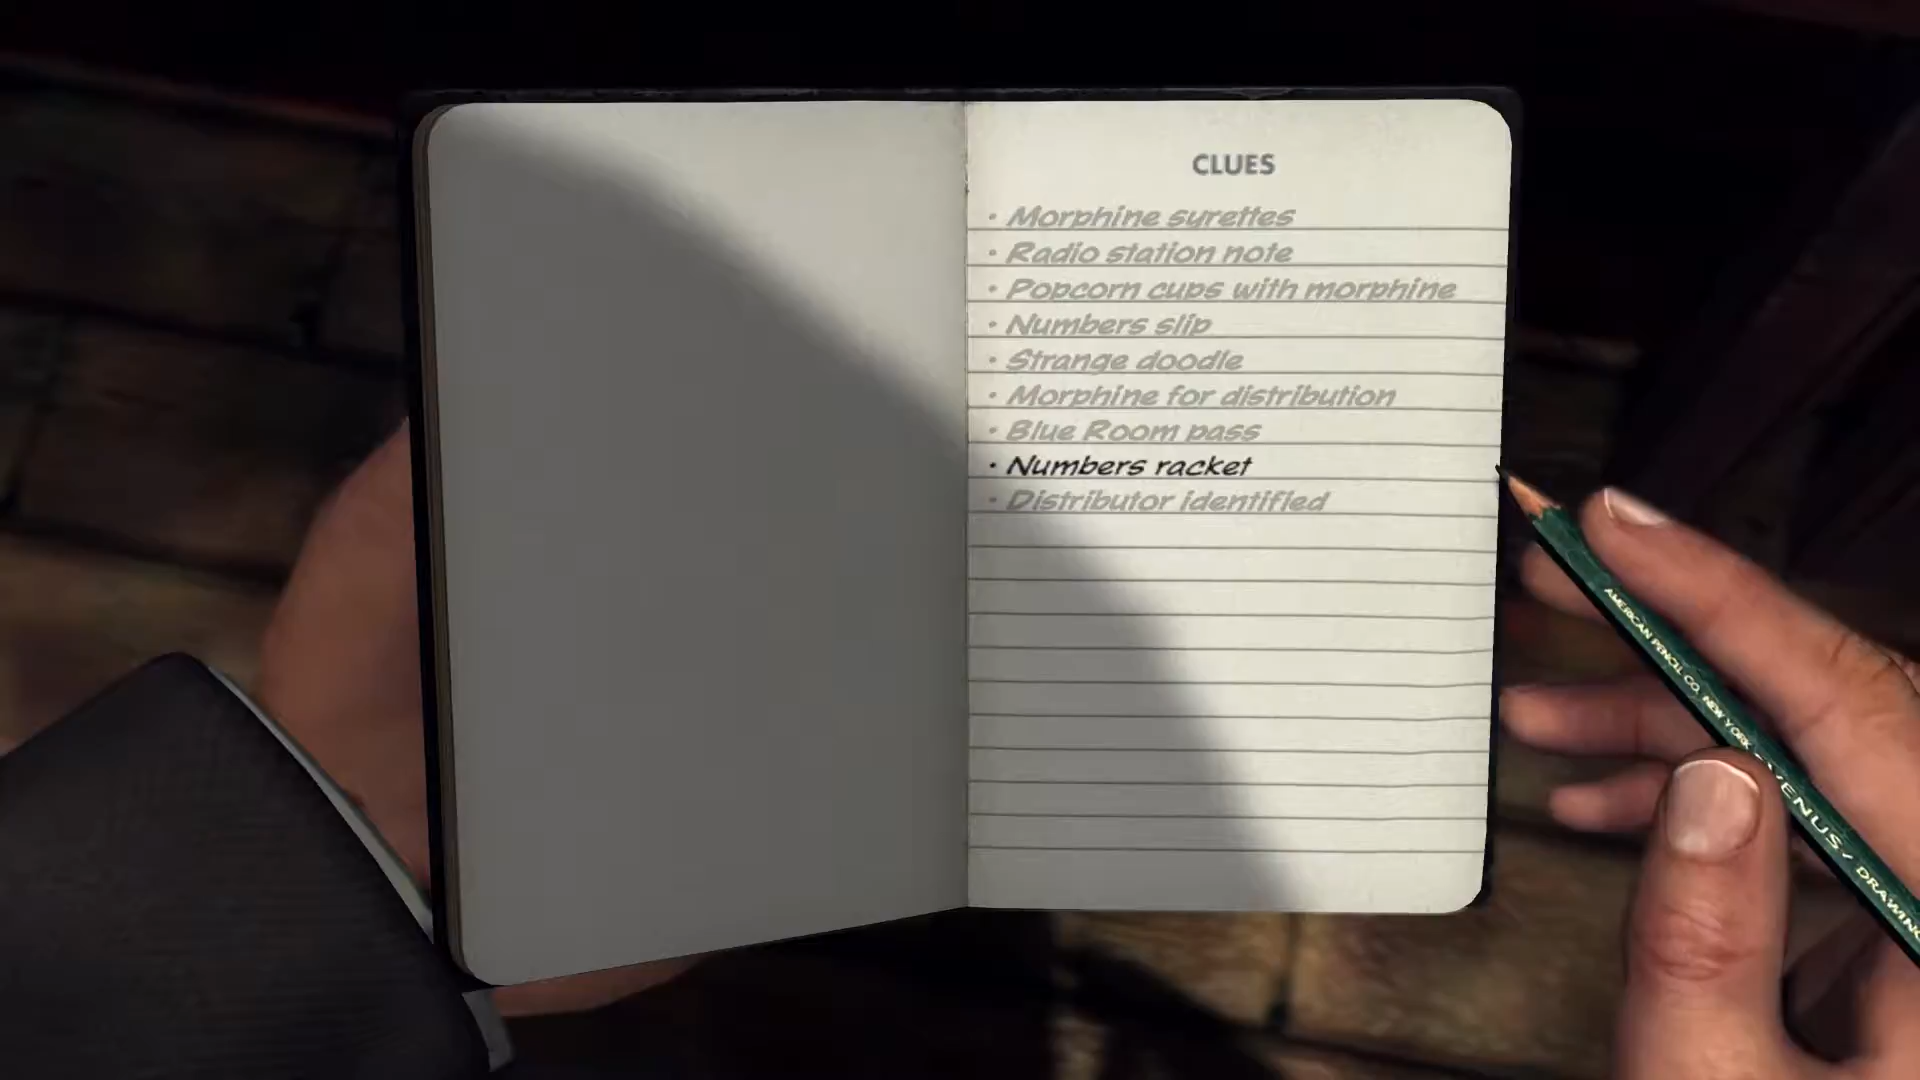 CLUES
• Morphine syrettes
• Radio station note
• Popcorn cups with morphine
• Numbers slip
• Strange doodle
• Morphine for distribution
• Blue Room pass
• Numbers racket
• Distributor identified
AMERICAN PENCIL CO. NEW YORK VENUS DRAWING